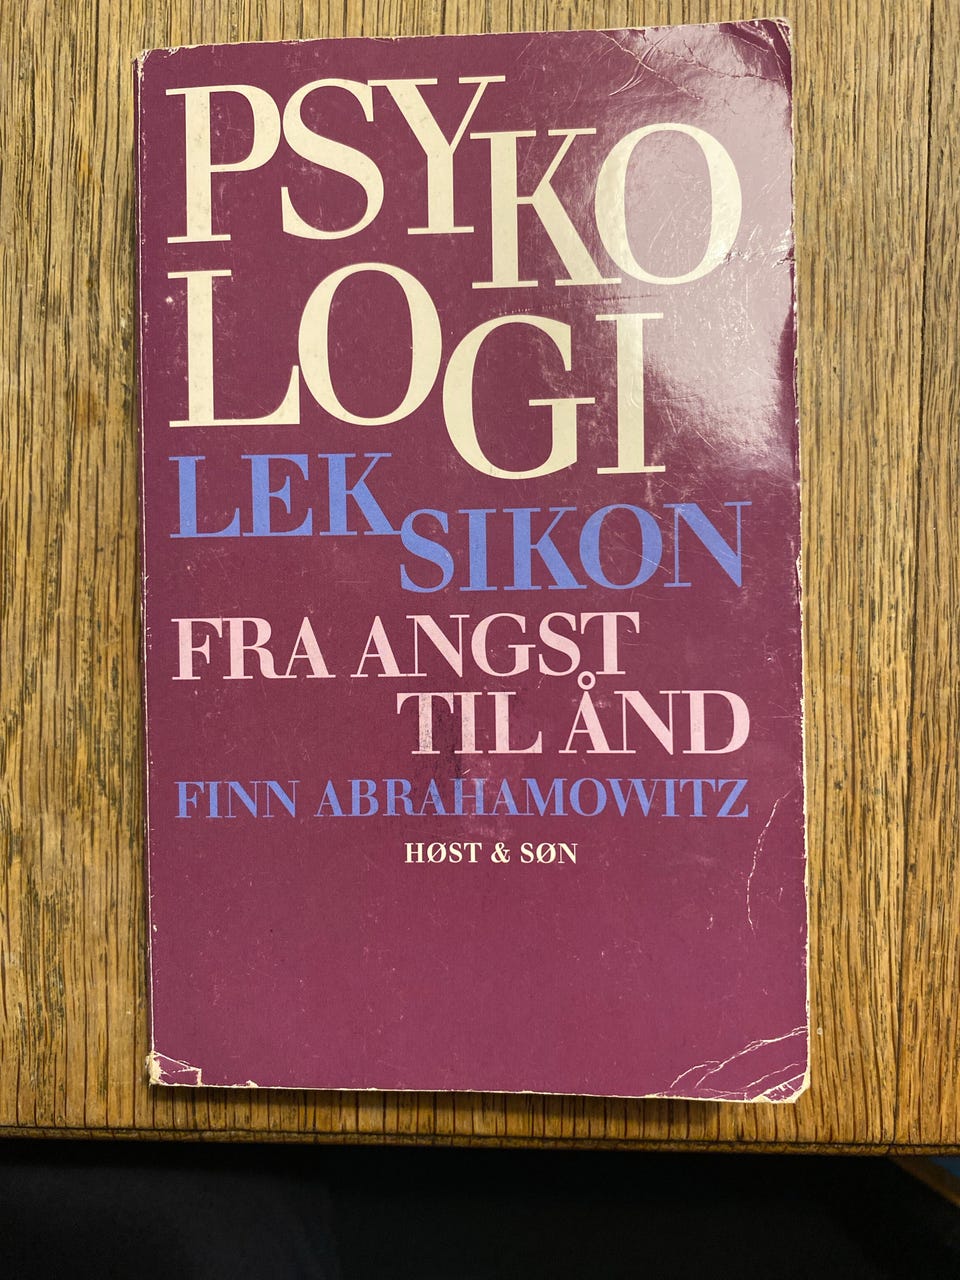 PSYKO
LOGI
LEKSIKON
FRA ANGST
TIL ÅND
FINN ABRAHAMOWITZ
HØST & SØN